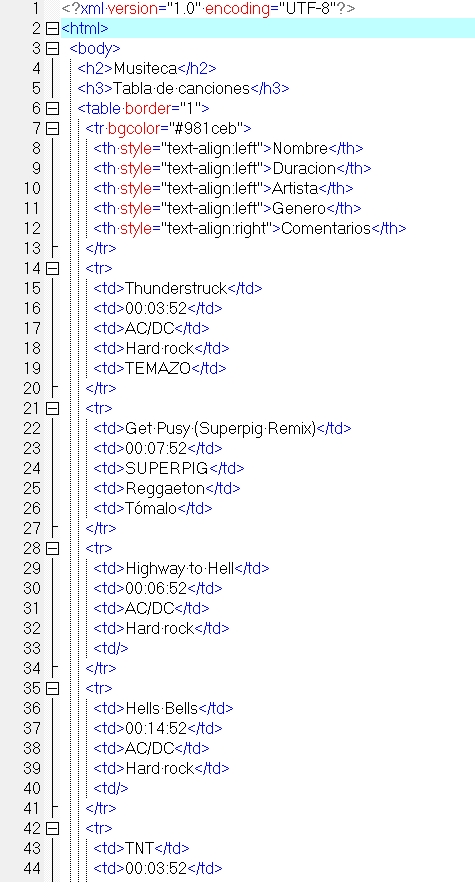 1 <?xml version="1.0" encoding="UTF-8"?>
2 <html>
3 <body>
4 <h2>Musiteca</h2>
5 <h3>Tabla de canciones</h3>
6 <table border="1">
7 <tr bgcolor="#981ceb">
8 <th style="text-align:left">Nombre</th>
9 <th style="text-align:left">Duracion</th>
10 <th style="text-align:left">Artista</th>
11 <th style="text-align:left">Genero</th>
12 <th style="text-align:right">Comentarios</th>
13 </tr>
14 <tr>
15 <td>Thunderstruck</td>
16 <td>00:03:52</td>
17 <td>AC/DC</td>
18 <td>Hard rock</td>
19 <td>TEMAZO</td>
20 </tr>
21 <tr>
22 <td>Get Pusy (Superpig Remix)</td>
23 <td>00:07:52</td>
24 <td>SUPERPIG</td>
25 <td>Reggaeton</td>
26 <td>Tómalo</td>
27 </tr>
28 <tr>
29 <td>Highway to Hell</td>
30 <td>00:06:52</td>
31 <td>AC/DC</td>
32 <td>Hard rock</td>
33 <td/>
34 </tr>
35 <tr>
36 <td>Hells Bells</td>
37 <td>00:14:52</td>
38 <td>AC/DC</td>
39 <td>Hard rock</td>
40 <td/>
41 </tr>
42 <tr>
43 <td>TNT</td>
44 <td>00:03:52</td>